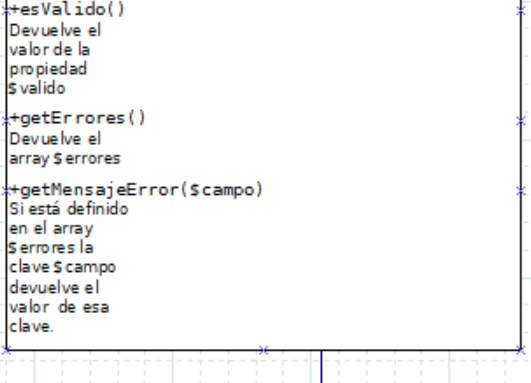 +esValido()
Devuelve el
valor de la
propiedad
$valido
+getErrores()
Devuelve el
array $errores
+getMensajeError($campo)
Si está definido
en el array
$errores la
clave $campo
devuelve el
valor de esa
clave.